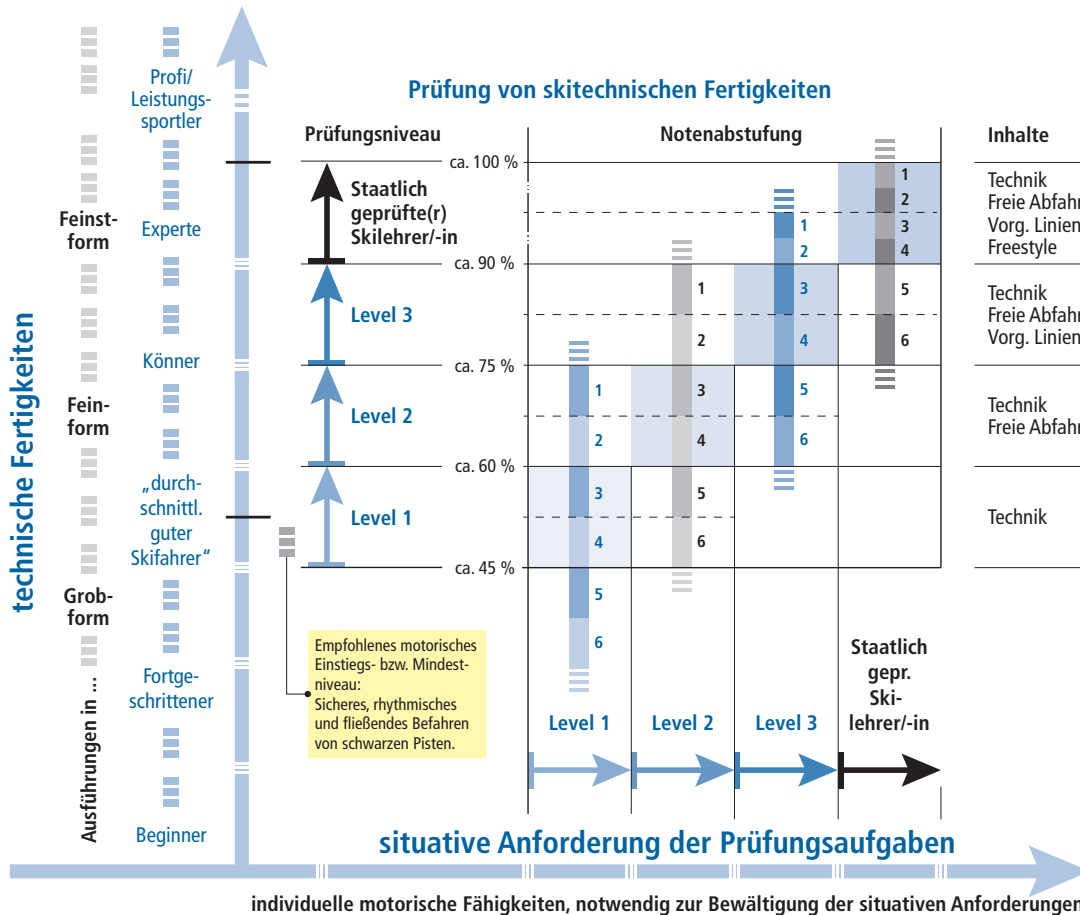 Prüfung von skitechnischen Fertigkeiten
Prüfungsniveau
Notenabstufung
Inhalte
technische Fertigkeiten
Ausführungen in ...
Feinst-
form
Fein-
form
Grob-
form
Profi/
Leistungs-
sportler
Experte
Könner
„durch-
schnittl.
guter
Skifahrer“
Fortge-
schrittener
Beginner
ca. 100 %
ca. 90 %
ca. 75 %
ca. 60 %
ca. 45 %
Staatlich
geprüfte(r)
Skilehrer/-in
Level 3
Level 2
Level 1
1
2
3
4
5
6
1
2
3
4
5
6
1
2
3
4
5
6
1
2
3
4
5
6
Technik
Freie Abfahr
Vorg. Linien
Freestyle
Technik
Freie Abfahr
Vorg. Linien
Technik
Freie Abfahr
Technik
Empfohlenes motorisches
Einstiegs- bzw. Mindest-
niveau:
Sicheres, rhythmisches
und fließendes Befahren
von schwarzen Pisten.
Level 1
Level 2
Level 3
Staatlich
gepr.
Ski-
lehrer/-in
situative Anforderung der Prüfungsaufgaben
individuelle motorische Fähigkeiten, notwendig zur Bewältigung der situativen Anforderungen